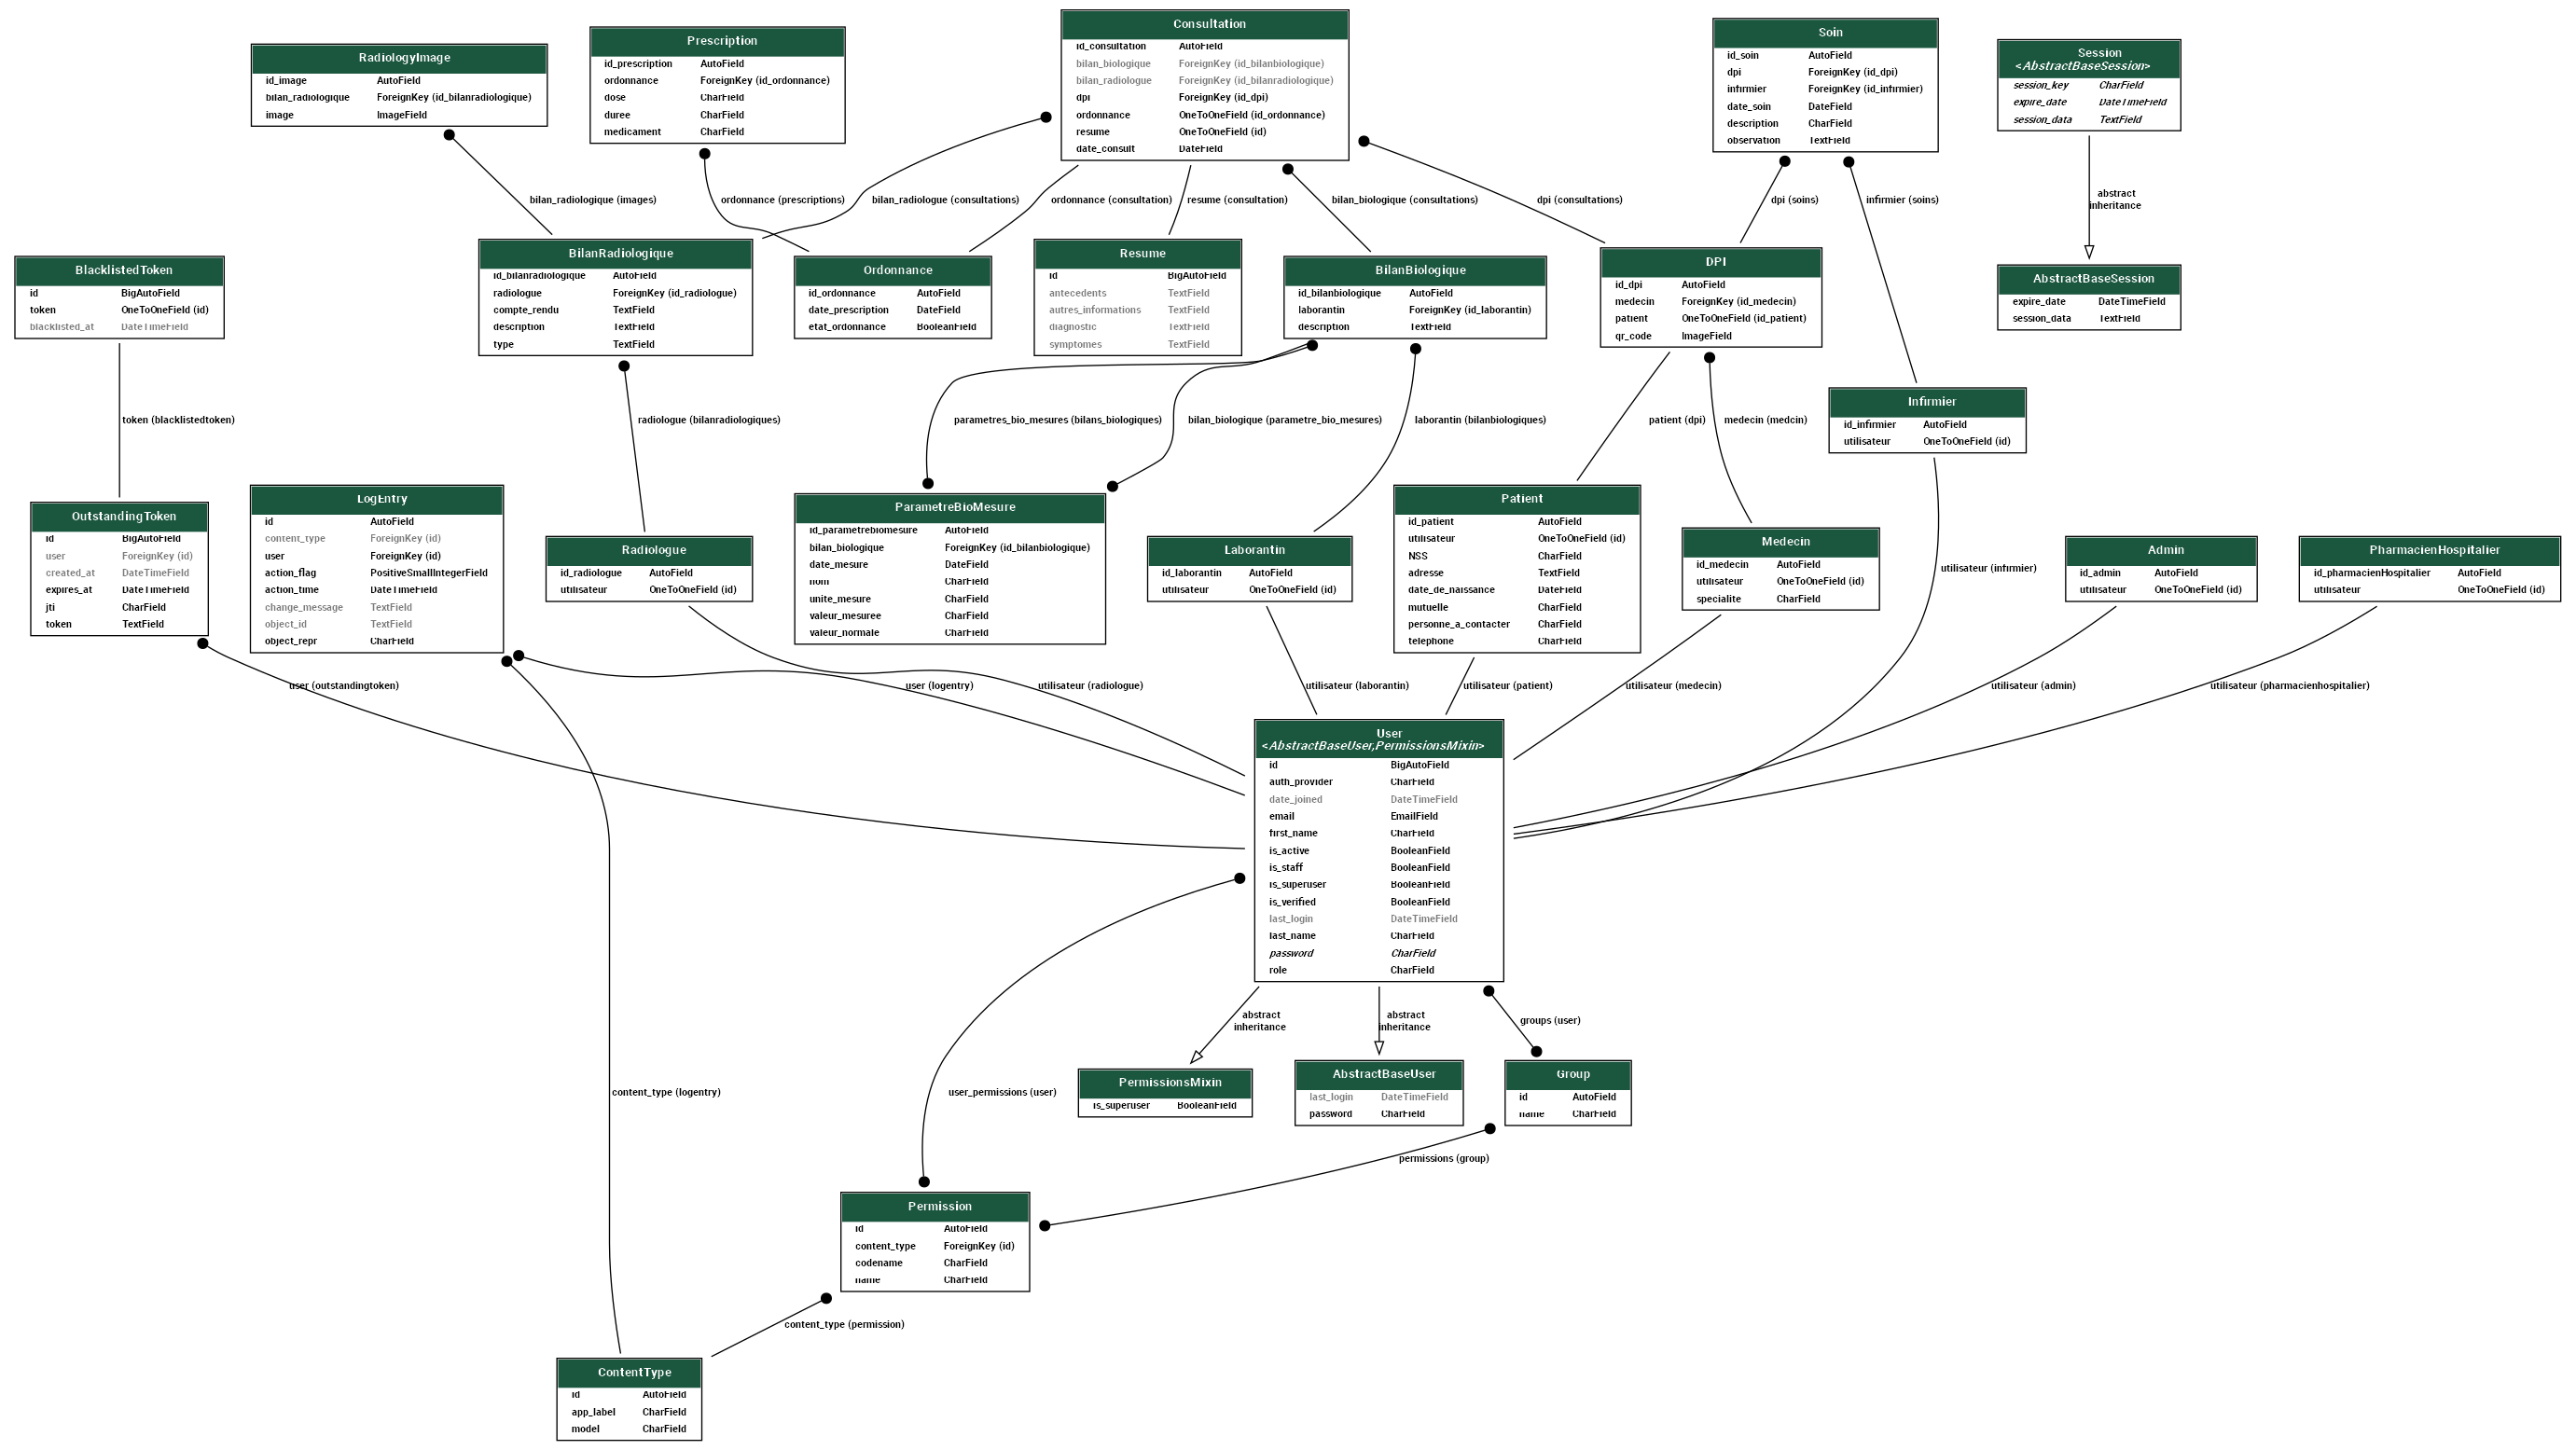 Consultation
id_consultation AutoField
bilan_biologique ForeignKey (id_bilanbiologique)
bilan_radiologue ForeignKey (id_bilanradiologique)
dpi ForeignKey (id_dpi)
ordonnance OneToOneField (id_ordonnance)
resume OneToOneField (id)
date_consult DateField
Soin
id_soin AutoField
dpi ForeignKey (id_dpi)
infirmier ForeignKey (id_infirmier)
date_soin DateField
description CharField
observation TextField
Prescription
id_prescription AutoField
ordonnance ForeignKey (id_ordonnance)
dose CharField
duree CharField
medicament CharField
Session
<AbstractBaseSession>
session_key CharField
expire_date DateTimeField
session_data TextField
RadiologyImage
id_image AutoField
bilan_radiologique ForeignKey (id_bilanradiologique)
image ImageField
bilan_radiologique (images)
ordonnance (prescriptions)
bilan_radiologue (consultations)
ordonnance (consultation)
resume (consultation)
bilan_biologique (consultations)
dpi (consultations)
dpi (soins)
infirmier (soins)
abstract
inheritance
BlacklistedToken
id BigAutoField
token OneToOneField (id)
blacklisted_at DateTimeField
BilanRadiologique
id_bilanradiologique AutoField
radiologue ForeignKey (id_radiologue)
compte_rendu TextField
description TextField
type TextField
Ordonnance
id_ordonnance AutoField
date_prescription DateField
etat_ordonnance BooleanField
Resume
id BigAutoField
antecedents TextField
autres_informations TextField
diagnostic TextField
symptomes TextField
BilanBiologique
id_bilanbiologique AutoField
laborantin ForeignKey (id_laborantin)
description TextField
DPI
id_dpi AutoField
medecin ForeignKey (id_medecin)
patient OneToOneField (id_patient)
qr_code ImageField
AbstractBaseSession
expire_date DateTimeField
session_data TextField
Infirmier
id_infirmier AutoField
utilisateur OneToOneField (id)
token (blacklistedtoken)
radiologue (bilanradiologiques)
parametres_bio_mesures (bilans_biologiques)
bilan_biologique (parametre_bio_mesures)
laborantin (bilanbiologiques)
patient (dpi)
medecin (medcin)
OutstandingToken
id BigAutoField
user ForeignKey (id)
created_at DateTimeField
expires_at DateTimeField
jti CharField
token TextField
LogEntry
id AutoField
content_type ForeignKey (id)
user ForeignKey (id)
action_flag PositiveSmallIntegerField
action_time DateTimeField
change_message TextField
object_id TextField
object_repr CharField
Radiologue
id_radiologue AutoField
utilisateur OneToOneField (id)
ParametreBioMesure
id_parametrebiomesure AutoField
bilan_biologique ForeignKey (id_bilanbiologique)
date_mesure DateField
nom CharField
unite_mesure CharField
valeur_mesuree CharField
valeur_normale CharField
Laborantin
id_laborantin AutoField
utilisateur OneToOneField (id)
Patient
id_patient AutoField
utilisateur OneToOneField (id)
NSS CharField
adresse TextField
date_de_naissance DateField
mutuelle CharField
personne_a_contacter CharField
telephone CharField
Medecin
id_medecin AutoField
utilisateur OneToOneField (id)
specialite CharField
utilisateur (infirmier)
Admin
id_admin AutoField
utilisateur OneToOneField (id)
PharmacienHospitalier
id_pharmacienHospitalier AutoField
utilisateur OneToOneField (id)
user (outstandingtoken)
user (logentry)
utilisateur (radiologue)
utilisateur (laborantin)
utilisateur (patient)
utilisateur (medecin)
utilisateur (admin)
utilisateur (pharmacienhospitalier)
User
<AbstractBaseUser,PermissionsMixin>
id BigAutoField
auth_provider CharField
date_joined DateTimeField
email EmailField
first_name CharField
is_active BooleanField
is_staff BooleanField
is_superuser BooleanField
is_verified BooleanField
last_login DateTimeField
last_name CharField
password CharField
role CharField
abstract
inheritance
abstract
inheritance
groups (user)
content_type (logentry)
user_permissions (user)
PermissionsMixin
is_superuser BooleanField
AbstractBaseUser
last_login DateTimeField
password CharField
Group
id AutoField
name CharField
permissions (group)
Permission
id AutoField
content_type ForeignKey (id)
codename CharField
name CharField
content_type (permission)
ContentType
id AutoField
app_label CharField
model CharField